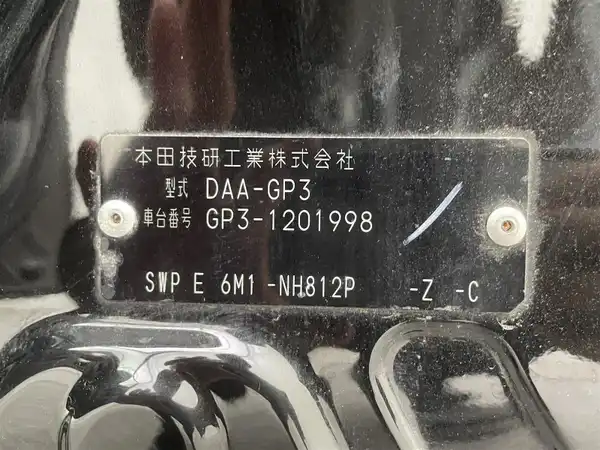 本田技研工業株式会社
型式 DAA-GP3
車台番号 GP3-1201998
SWP E 6M1 -NH812P -Z -C